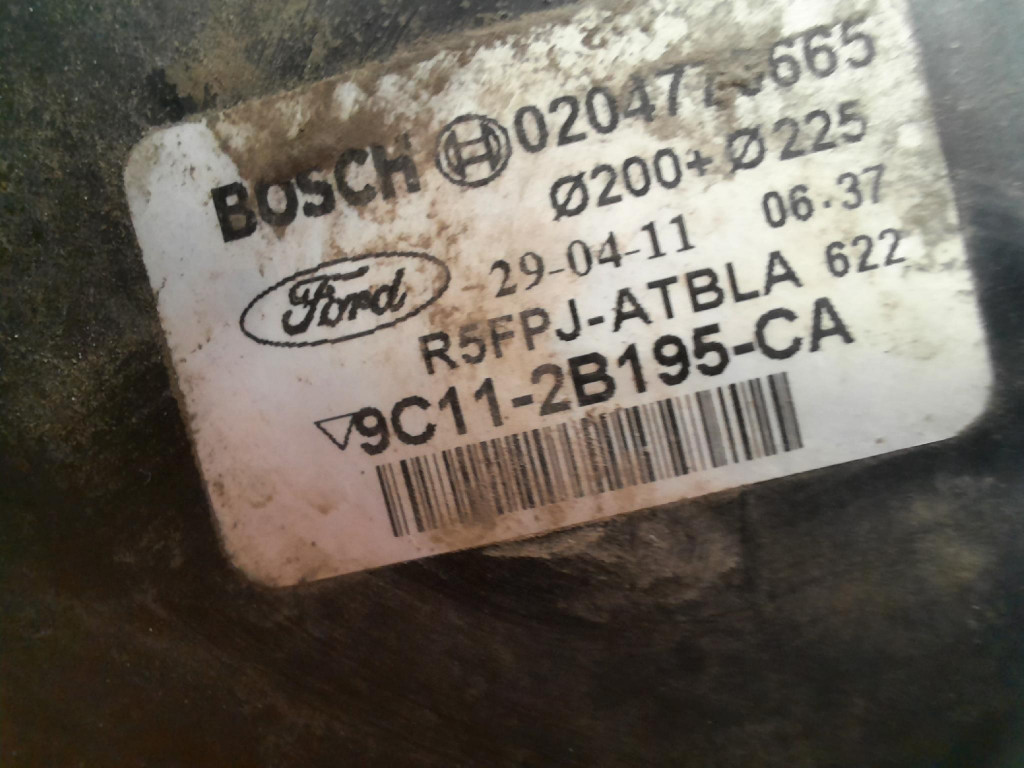 BOSCH
Ø200+ Ø225
Ford 29-04-11 06.37
R5FPJ-ATBLA 622
9C11-2B195-CA